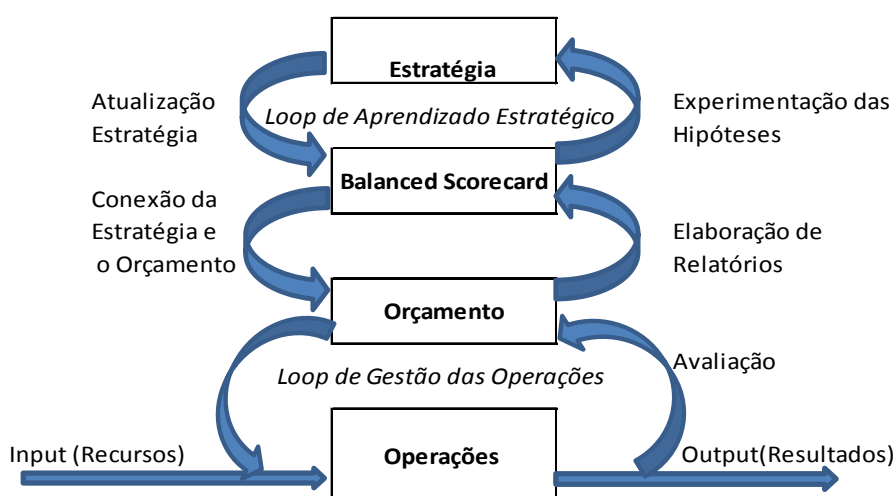 Estratégia
Atualização
Estratégia
Loop de Aprendizado Estratégico
Experimentação das
Hipóteses
Balanced Scorecard
Conexão da
Estratégia e
o Orçamento
Elaboração de
Relatórios
Orçamento
Loop de Gestão das Operações
Avaliação
Input (Recursos)
Operações
Output(Resultados)